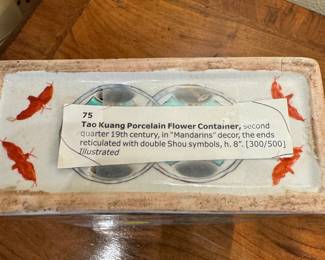 75
Tao Kuang Porcelain Flower Container, second
quarter 19th century, in "Mandarins" decor, the ends
reticulated with double Shou symbols, h. 8". [300/500]
Illustrated